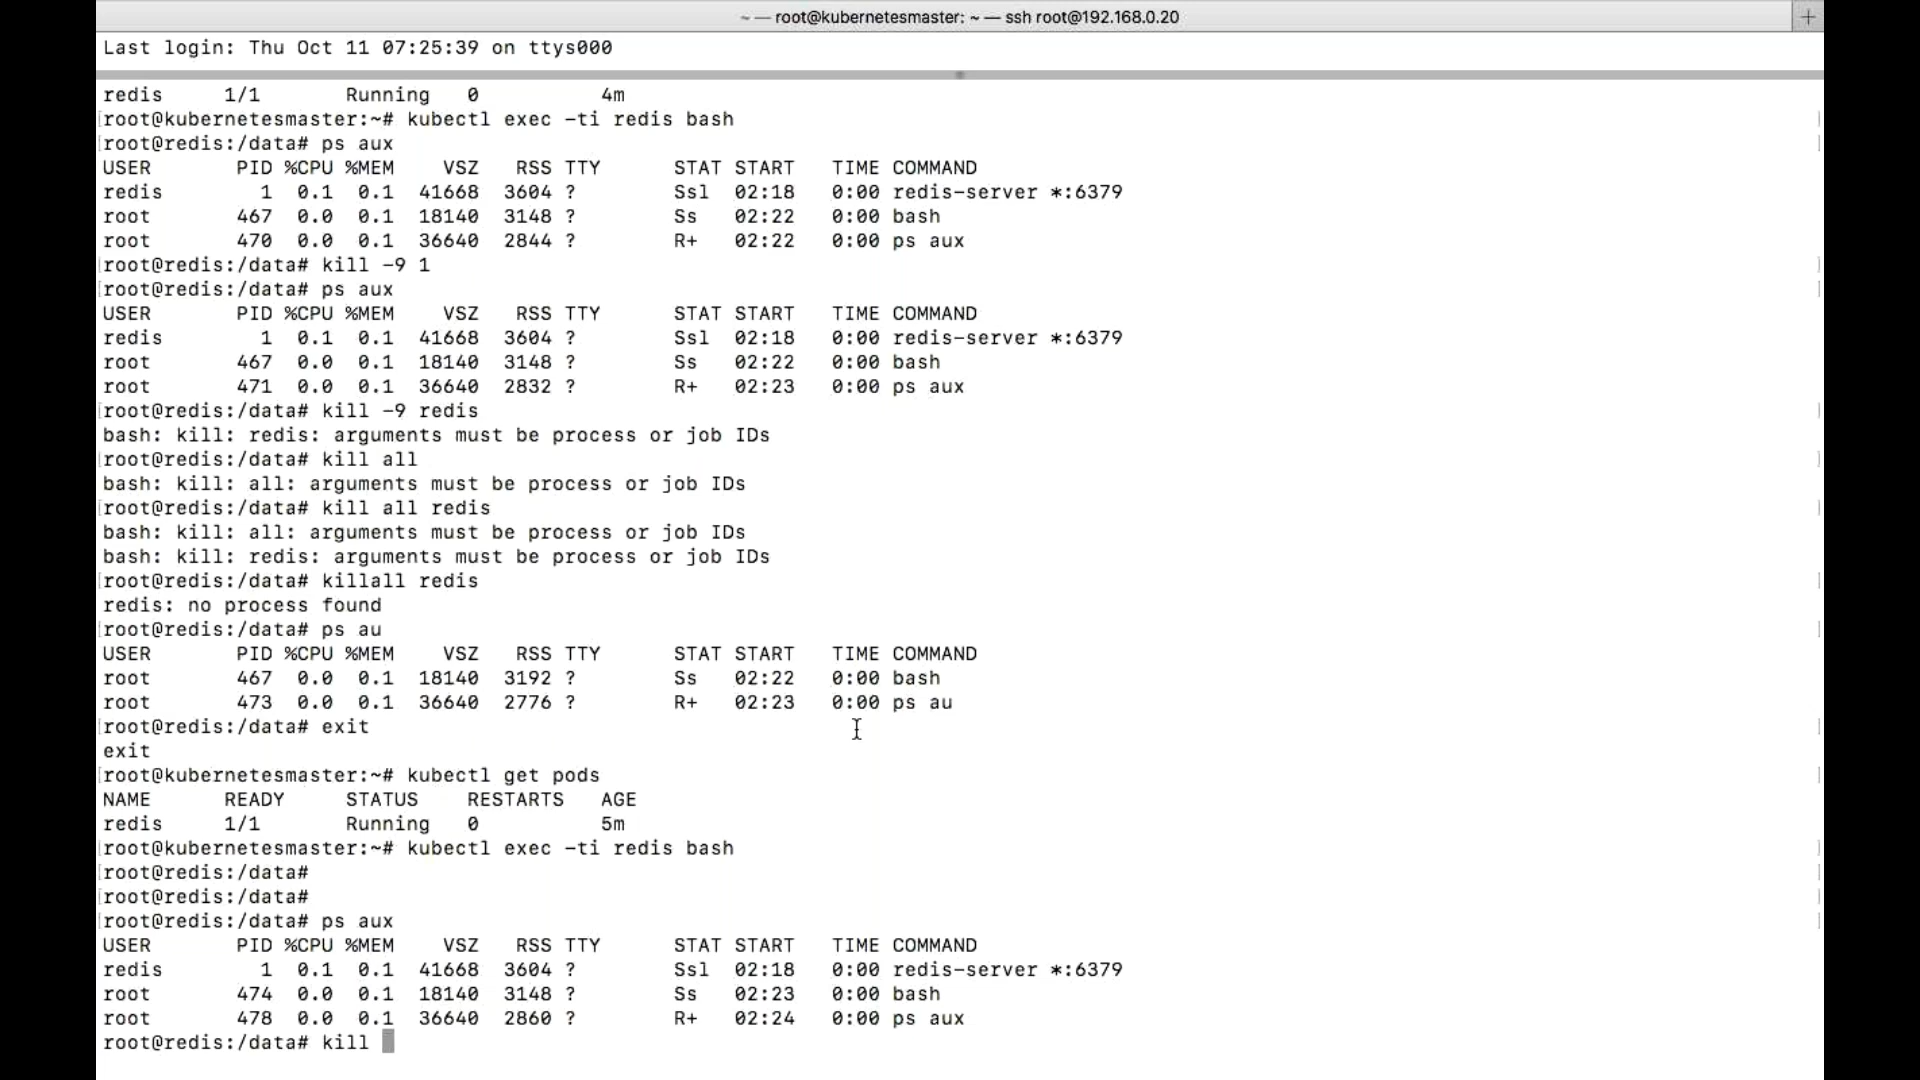 ~ — root@kubernetesmaster: ~ — ssh root@192.168.0.20
Last login: Thu Oct 11 07:25:39 on ttys000
redis 1/1 Running 0 4m
[root@kubernetesmaster:~# kubectl exec -ti redis bash
[root@redis:/data# ps aux
USER PID %CPU %MEM VSZ RSS TTY STAT START TIME COMMAND
redis 1 0.1 0.1 41668 3604 ? Ssl 02:18 0:00 redis-server *:6379
root 467 0.0 0.1 18140 3148 ? Ss 02:22 0:00 bash
root 470 0.0 0.1 36640 2844 ? R+ 02:22 0:00 ps aux
[root@redis:/data# kill -9 1
[root@redis:/data# ps aux
USER PID %CPU %MEM VSZ RSS TTY STAT START TIME COMMAND
redis 1 0.1 0.1 41668 3604 ? Ssl 02:18 0:00 redis-server *:6379
root 467 0.0 0.1 18140 3148 ? Ss 02:22 0:00 bash
root 471 0.0 0.1 36640 2832 ? R+ 02:23 0:00 ps aux
[root@redis:/data# kill -9 redis
bash: kill: redis: arguments must be process or job IDs
[root@redis:/data# kill all
bash: kill: all: arguments must be process or job IDs
[root@redis:/data# kill all redis
bash: kill: all: arguments must be process or job IDs
bash: kill: redis: arguments must be process or job IDs
[root@redis:/data# killall redis
redis: no process found
[root@redis:/data# ps au
USER PID %CPU %MEM VSZ RSS TTY STAT START TIME COMMAND
root 467 0.0 0.1 18140 3192 ? Ss 02:22 0:00 bash
root 473 0.0 0.1 36640 2776 ? R+ 02:23 0:00 ps au
[root@redis:/data# exit
exit
[root@kubernetesmaster:~# kubectl get pods
NAME READY STATUS RESTARTS AGE
redis 1/1 Running 0 5m
[root@kubernetesmaster:~# kubectl exec -ti redis bash
[root@redis:/data#
[root@redis:/data#
[root@redis:/data# ps aux
USER PID %CPU %MEM VSZ RSS TTY STAT START TIME COMMAND
redis 1 0.1 0.1 41668 3604 ? Ssl 02:18 0:00 redis-server *:6379
root 474 0.0 0.1 18140 3148 ? Ss 02:23 0:00 bash
root 478 0.0 0.1 36640 2860 ? R+ 02:24 0:00 ps aux
root@redis:/data# kill